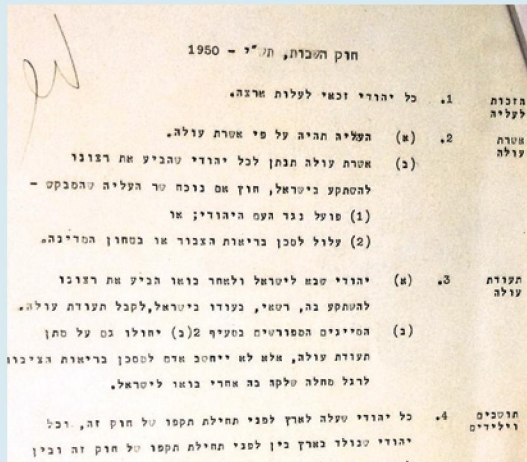 חוק השבות, תש"י - 1950
הזכות לעליה 1. כל יהודי זכאי לעלות ארצה.
אשרת עולה 2. (א) העליה תהיה על פי אשרת עולה.
(ב) אשרת עולה תנתן לכל יהודי שהביע את רצונו
להשתקע בישראל, חוץ אם נוכח שר העליה שהמבקש -
(1) פועל נגד העם היהודי; או
(2) עלול לסכן בריאות הצבור או בטחון המדינה.
תעודת עולה 3. (א) יהודי שבא לישראל ולאחר בואו הביע את רצונו
להשתקע בה, רשאי, בעודו בישראל, לקבל תעודת עולה.
(ב) הסייגים המפורשים בסעיף 2(ב) יחולו גם על מתן
תעודת עולה, אלא לא ייחשב אדם למסכן בריאות הציבור
לרגל מחלה שלקה בה אחרי בואו לישראל.
תושבים וילידים 4. כל יהודי שעלה לארץ לפני תחילת תקפו של חוק זה, וכל
יהודי שנולד בארץ בין לפני תחילת תקפו של חוק זה ובין